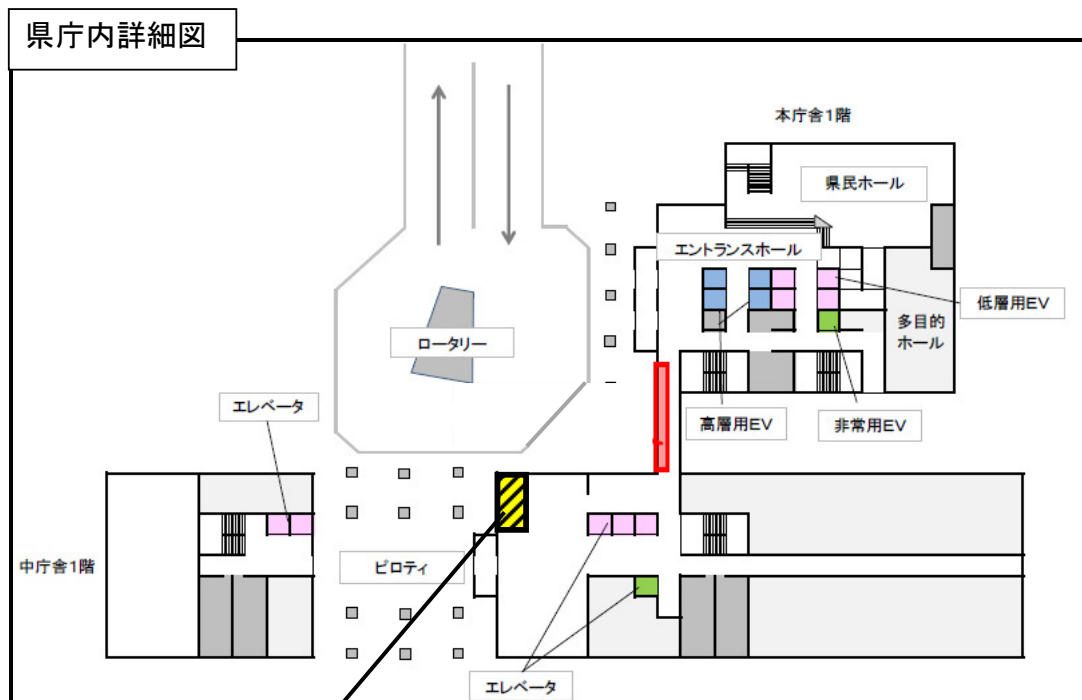 県庁内詳細図
本庁舎1階
県民ホール
エントランスホール
低層用EV
多目的
ホール
ロータリー
エレベータ
高層用EV
非常用EV
中庁舎1階
ピロティ
エレベータ